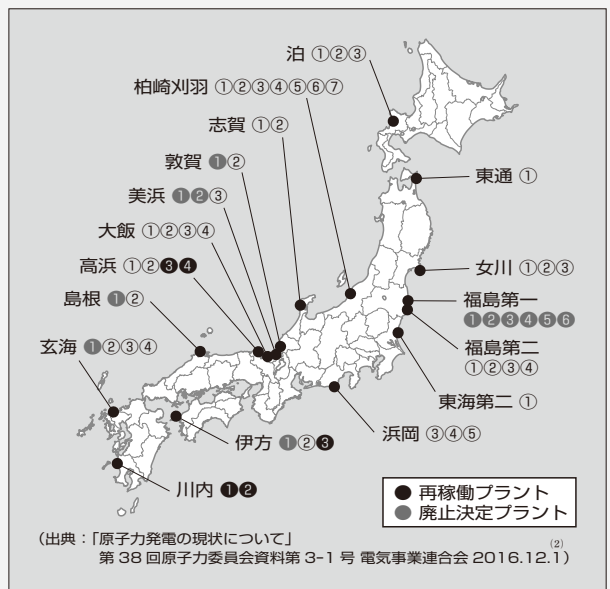 泊 ①②③
柏崎刈羽 ①②③④⑤⑥⑦
志賀 ①②
敦賀 ❶②
美浜 ❶❷③
大飯 ①②③④
高浜 ①②❸❹
島根 ❶②
玄海 ❶②③④
東通 ①
女川 ①②③
福島第一
❶❷❸❹❺❻
福島第二
①②③④
東海第二 ①
浜岡 ③④⑤
伊方 ❶②❸
川内 ❶❷
● 再稼働プラント
● 廃止決定プラント
(出典:「原子力発電の現状について」
第 38 回原子力委員会資料第 3-1 号 電気事業連合会 2016.12.1)(2)